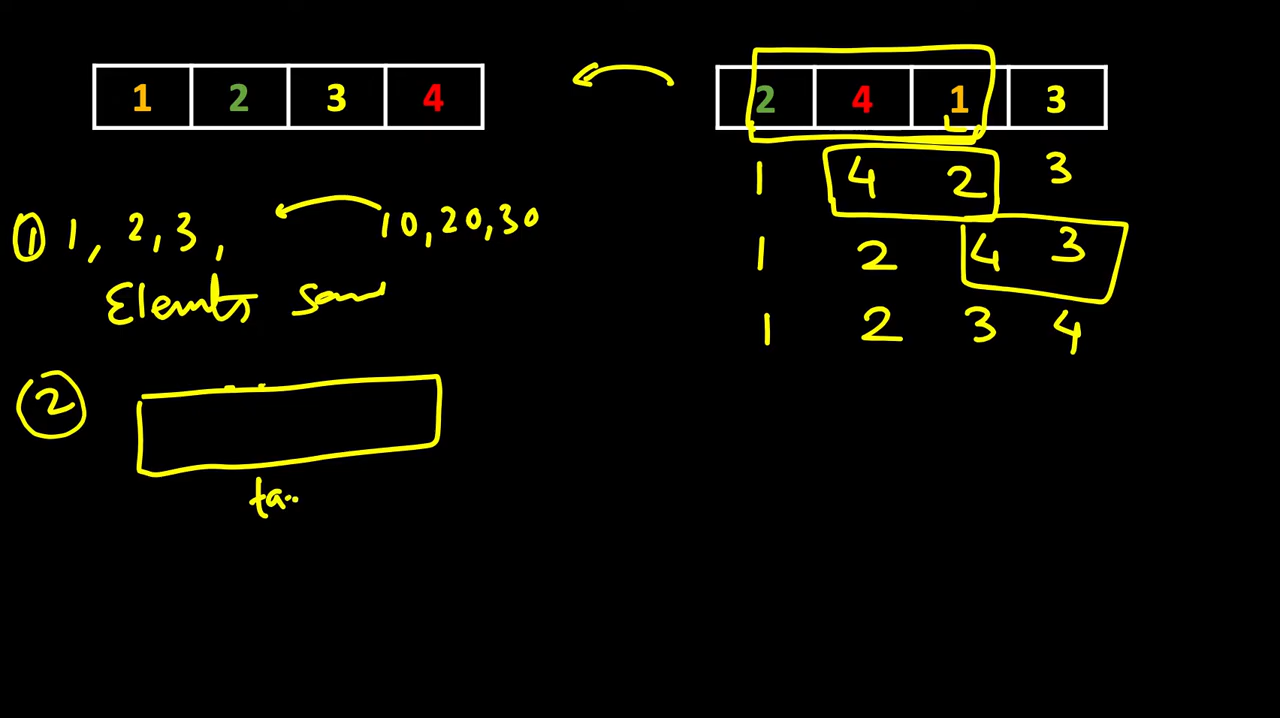 1 2 3 4
2 4 1 3
1 4 2 3
① 1, 2, 3, 10, 20, 30
1 2 4 3
Elements
1 2 3 4
②